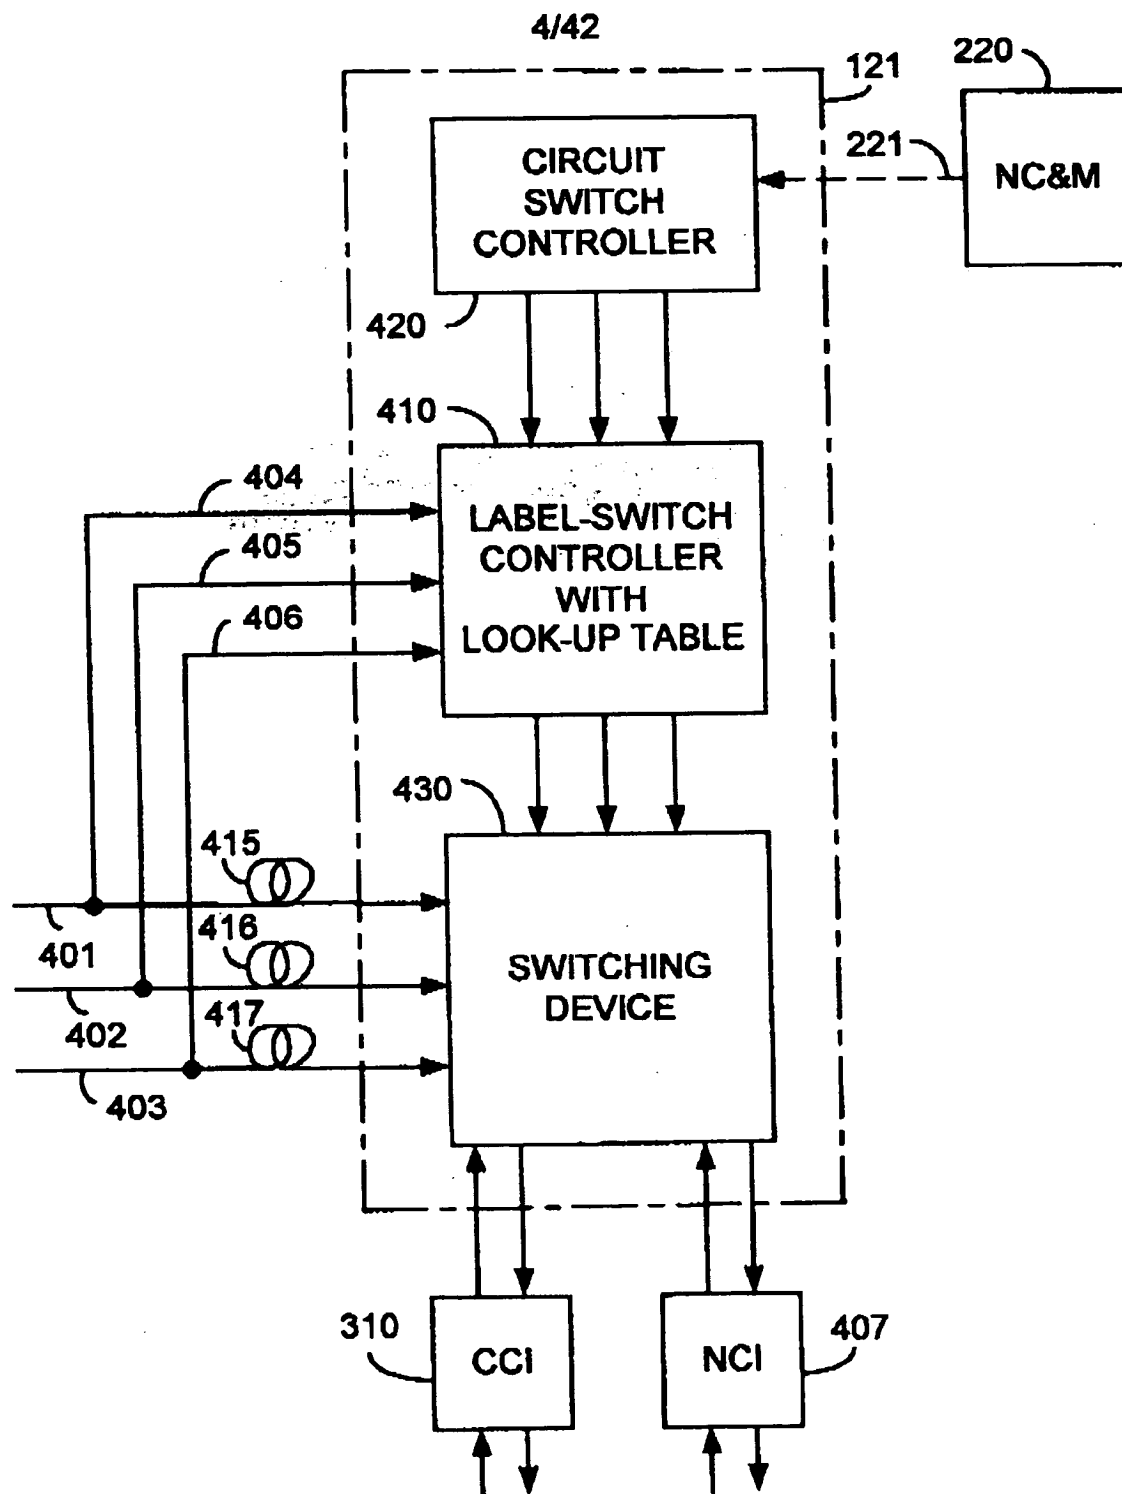 4/42
121
220
221
NC&M
CIRCUIT
SWITCH
CONTROLLER
420
410
404
LABEL-SWITCH
CONTROLLER
WITH
LOOK-UP TABLE
405
406
430
415
401
416
SWITCHING
DEVICE
402
417
403
310
CCI
NCI
407